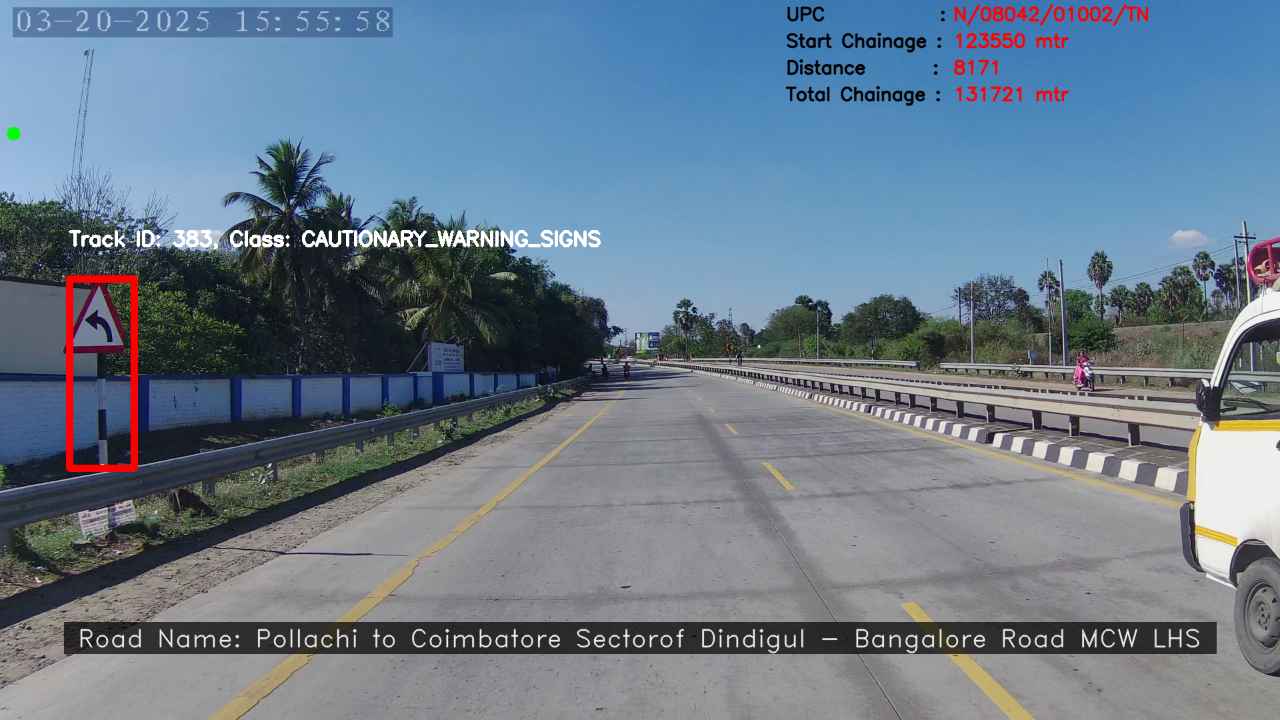 03-20-2025 15:55:58
UPC : N/08042/01002/TN
Start Chainage : 123550 mtr
Distance : 8171
Total Chainage : 131721 mtr
Track ID: 383, Class: CAUTIONARY_WARNING_SIGNS
Road Name: Pollachi to Coimbatore Sectorof Dindigul - Bangalore Road MCW LHS